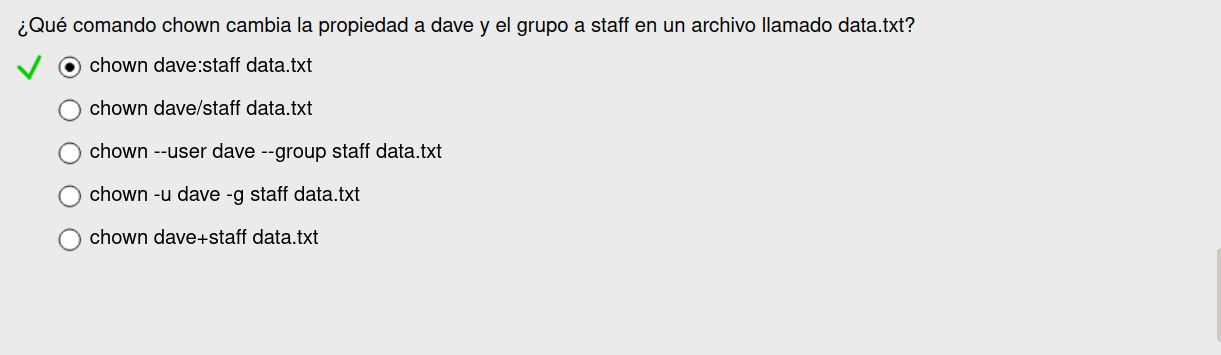 ¿Qué comando chown cambia la propiedad a dave y el grupo a staff en un archivo llamado data.txt?
chown dave:staff data.txt
chown dave/staff data.txt
chown --user dave --group staff data.txt
chown -u dave -g staff data.txt
chown dave+staff data.txt